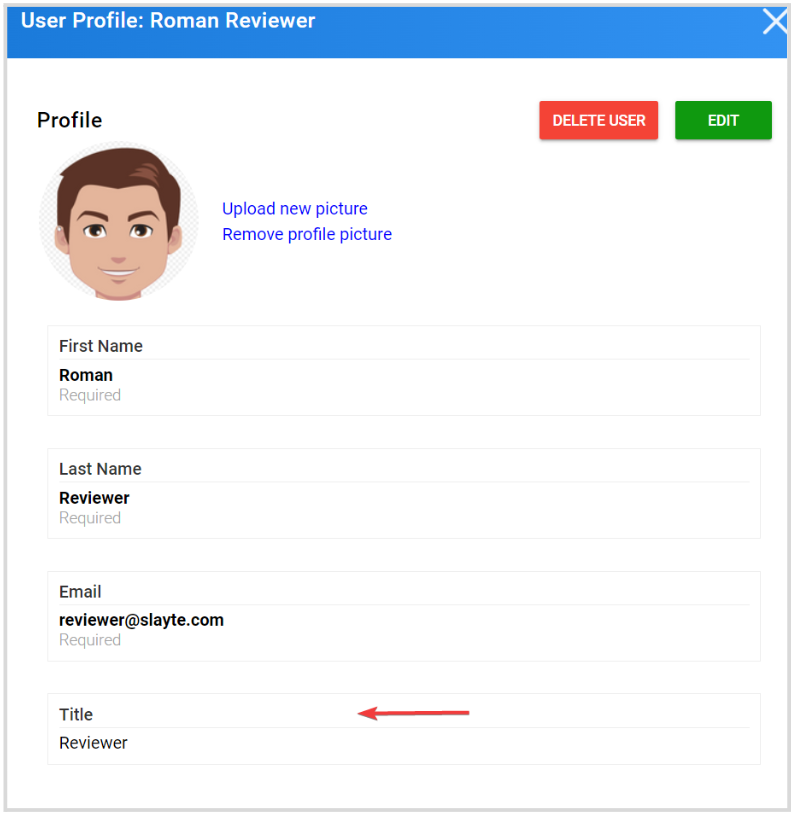 User Profile: Roman Reviewer
Profile
DELETE USER
EDIT
Upload new picture
Remove profile picture
First Name
Roman
Required
Last Name
Reviewer
Required
Email
reviewer@slayte.com
Required
Title
Reviewer